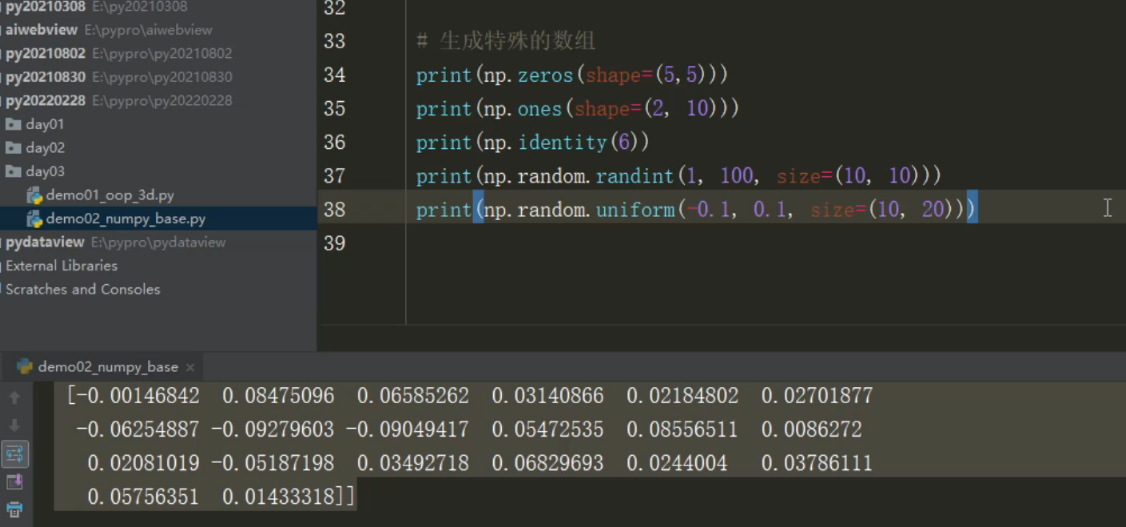 py20210308 E:\pypro\py20210308
aiwebview E:\pypro\aiwebview
py20210802 E:\pypro\py20210802
py20210830 E:\pypro\py20210830
py20220228 E:\pypro\py20220228
day01
day02
day03
demo01_oop_3d.py
demo02_numpy_base.py
pydataview E:\pypro\pydataview
External Libraries
Scratches and Consoles
32
33 # 生成特殊的数组
34 print(np.zeros(shape=(5,5)))
35 print(np.ones(shape=(2, 10)))
36 print(np.identity(6))
37 print(np.random.randint(1, 100, size=(10, 10)))
38 print(np.random.uniform(-0.1, 0.1, size=(10, 20)))
39
demo02_numpy_base ×
[-0.00146842 0.08475096 0.06585262 0.03140866 0.02184802 0.02701877
-0.06254887 -0.09279603 -0.09049417 0.05472535 0.08556511 0.0086272
0.02081019 -0.05187198 0.03492718 0.06829693 0.0244004 0.03786111
0.05756351 0.01433318]]